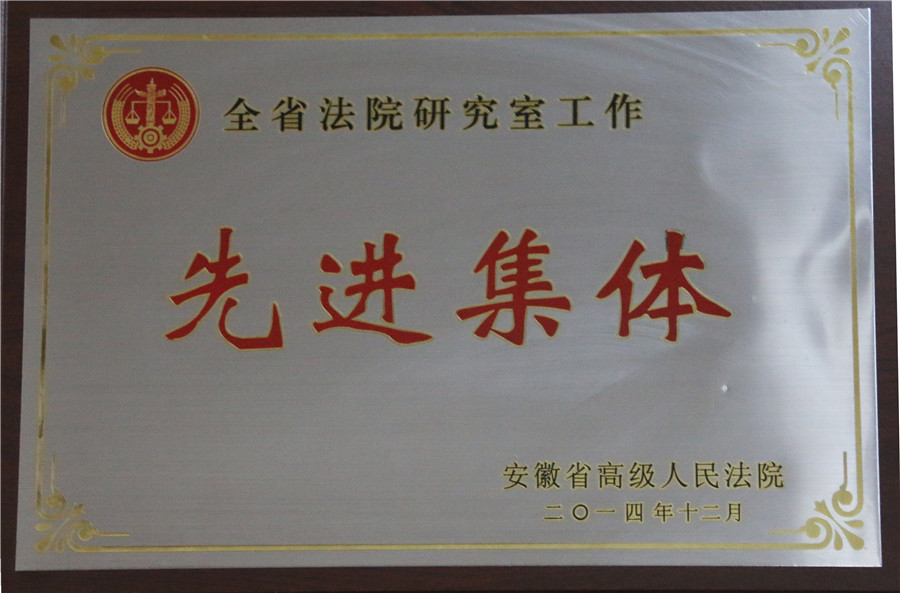 全省法院研究室工作
先进集体
安徽省高级人民法院
二〇一四年十二月